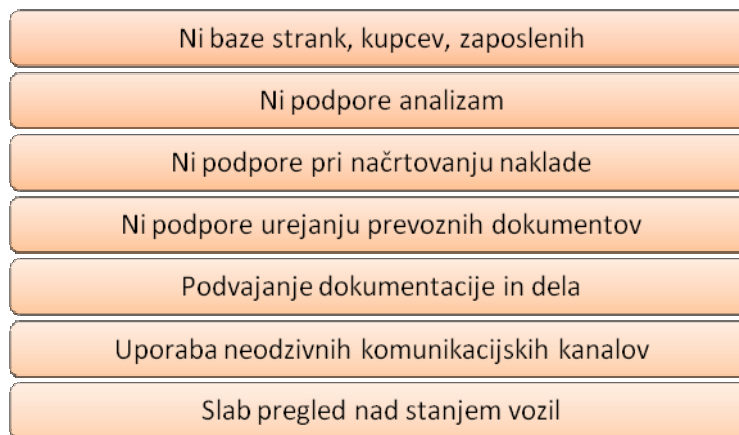 Ni baze strank, kupcev, zaposlenih
Ni podpore analizam
Ni podpore pri načrtovanju naklade
Ni podpore urejanju prevoznih dokumentov
Podvajanje dokumentacije in dela
Uporaba neodzivnih komunikacijskih kanalov
Slab pregled nad stanjem vozil